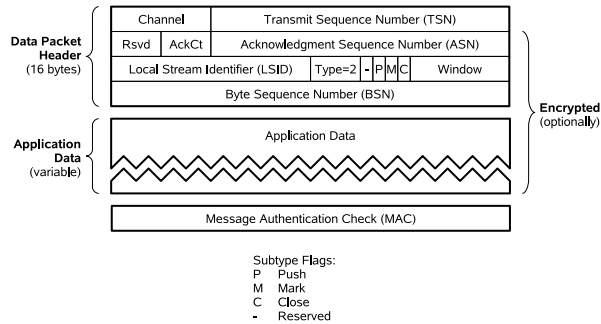 Channel Transmit Sequence Number (TSN)
Data Packet Header (16 bytes)
Rsvd AckCt Acknowledgment Sequence Number (ASN)
Local Stream Identifier (LSID) Type=2 - P M C Window
Byte Sequence Number (BSN)
Encrypted (optionally)
Application Data (variable)
Application Data
Message Authentication Check (MAC)
Subtype Flags:
P Push
M Mark
C Close
- Reserved